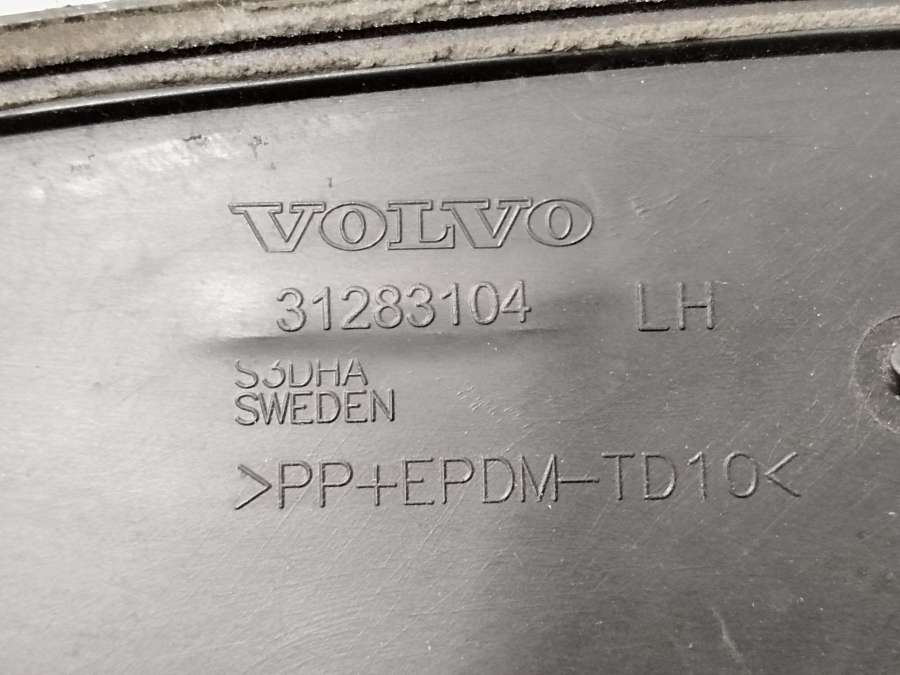 VOLVO
31283104 LH
S3DHA
SWEDEN
>PP+EPDM-TD10<